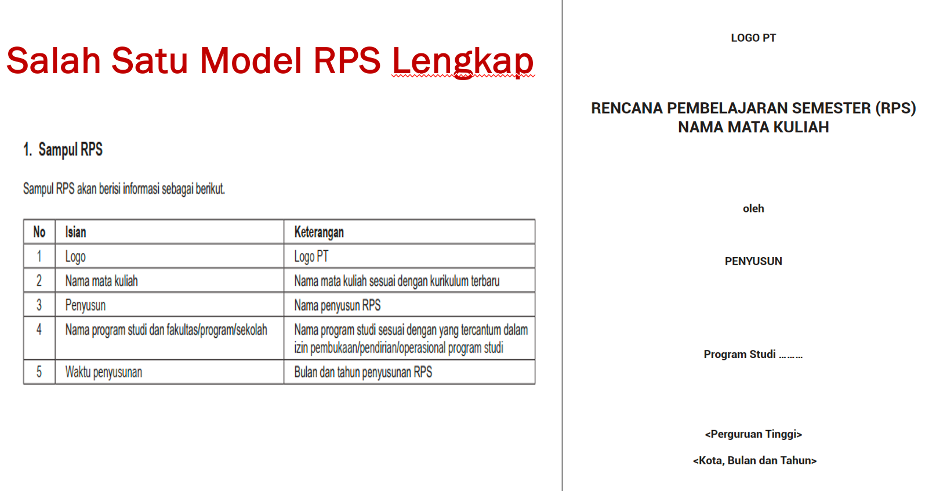 Salah Satu Model RPS Lengkap
1. Sampul RPS
Sampul RPS akan berisi informasi sebagai berikut.
No Isian Keterangan
1 Logo Logo PT
2 Nama mata kuliah Nama mata kuliah sesuai dengan kurikulum terbaru
3 Penyusun Nama penyusun RPS
4 Nama program studi dan fakultas/program/sekolah Nama program studi sesuai dengan yang tercantum dalam
izin pembukaan/pendirian/operasional program studi
5 Waktu penyusunan Bulan dan tahun penyusunan RPS
LOGO PT
RENCANA PEMBELAJARAN SEMESTER (RPS)
NAMA MATA KULIAH
oleh
PENYUSUN
Program Studi .........
<Perguruan Tinggi>
<Kota, Bulan dan Tahun>